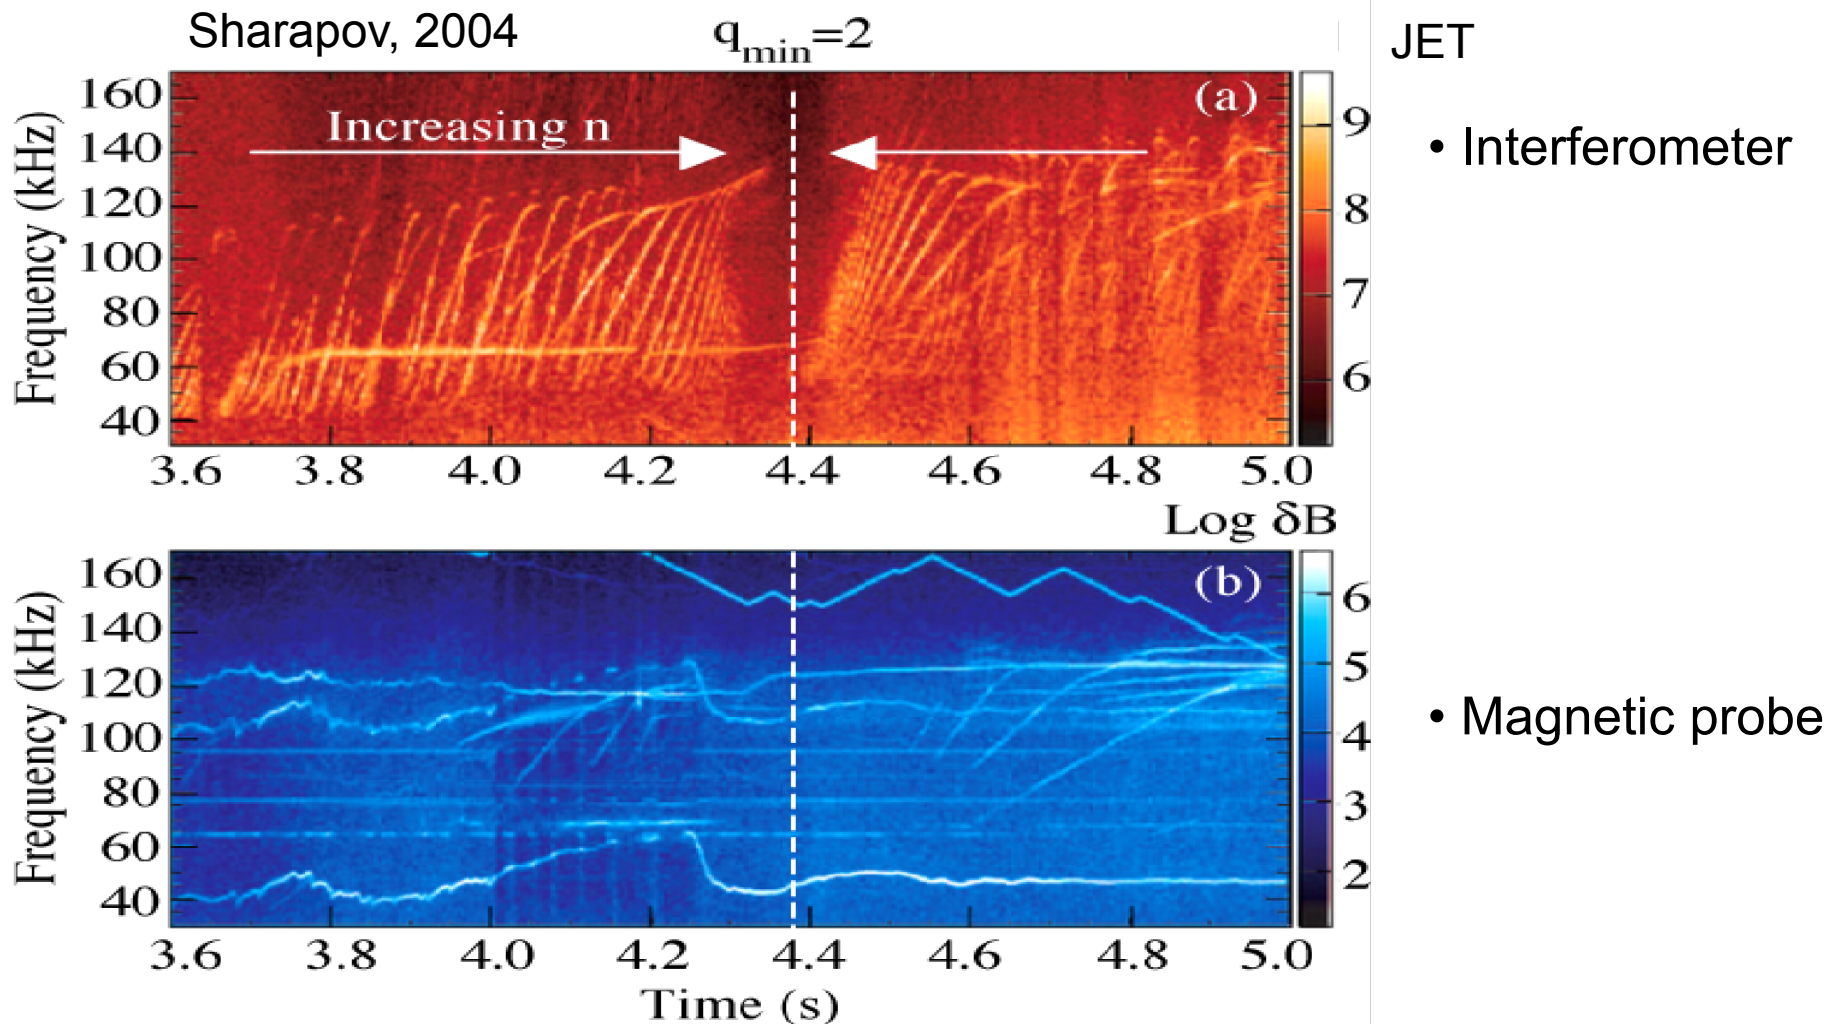 Sharapov, 2004
q_min=2
JET
(a)
Increasing n
Frequency (kHz)
160
140
120
100
80
60
40
9
8
7
6
3.6 3.8 4.0 4.2 4.4 4.6 4.8 5.0
• Interferometer
Log δB
(b)
Frequency (kHz)
160
140
120
100
80
60
40
6
5
4
3
2
3.6 3.8 4.0 4.2 4.4 4.6 4.8 5.0
Time (s)
• Magnetic probe